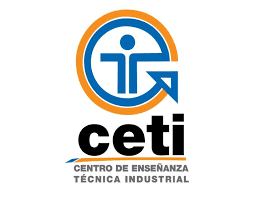 ceti
CENTRO DE ENSEÑANZA
TÉCNICA INDUSTRIAL